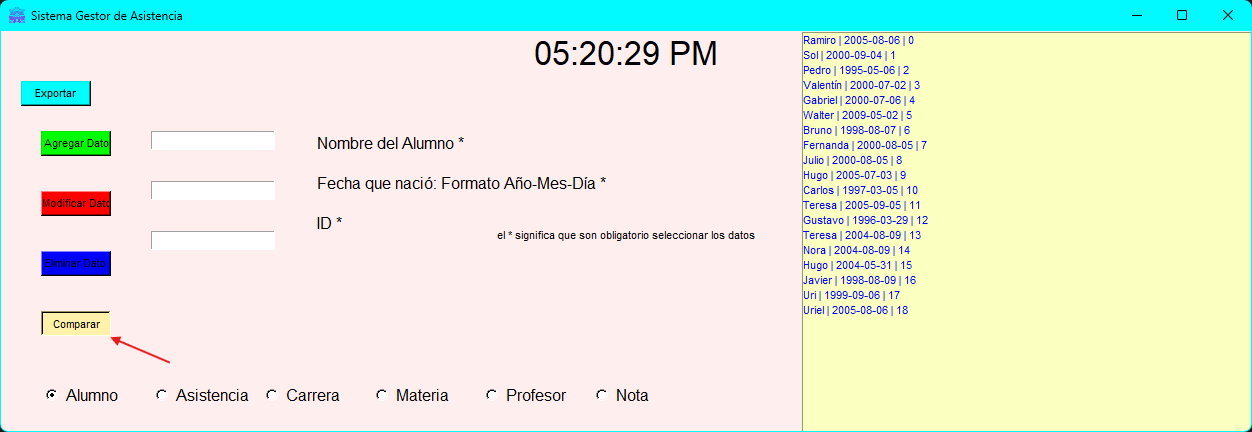 Sistema Gestor de Asistencia
05:20:29 PM
Exportar
Agregar Dato
Nombre del Alumno *
Fecha que nació: Formato Año-Mes-Día *
Modificar Dato
ID *
el * significa que son obligatorio seleccionar los datos
Eliminar Dato
Comparar
Alumno
Asistencia
Carrera
Materia
Profesor
Nota
Ramiro | 2005-08-06 | 0
Sol | 2000-09-04 | 1
Pedro | 1995-05-06 | 2
Valentín | 2000-07-02 | 3
Gabriel | 2000-07-06 | 4
Walter | 2009-05-02 | 5
Bruno | 1998-08-07 | 6
Fernanda | 2000-08-05 | 7
Julio | 2000-08-05 | 8
Hugo | 2005-07-03 | 9
Carlos | 1997-03-05 | 10
Teresa | 2005-09-05 | 11
Gustavo | 1996-03-29 | 12
Teresa | 2004-08-09 | 13
Nora | 2004-08-09 | 14
Hugo | 2004-05-31 | 15
Javier | 1998-08-09 | 16
Uri | 1999-09-06 | 17
Uriel | 2005-08-06 | 18